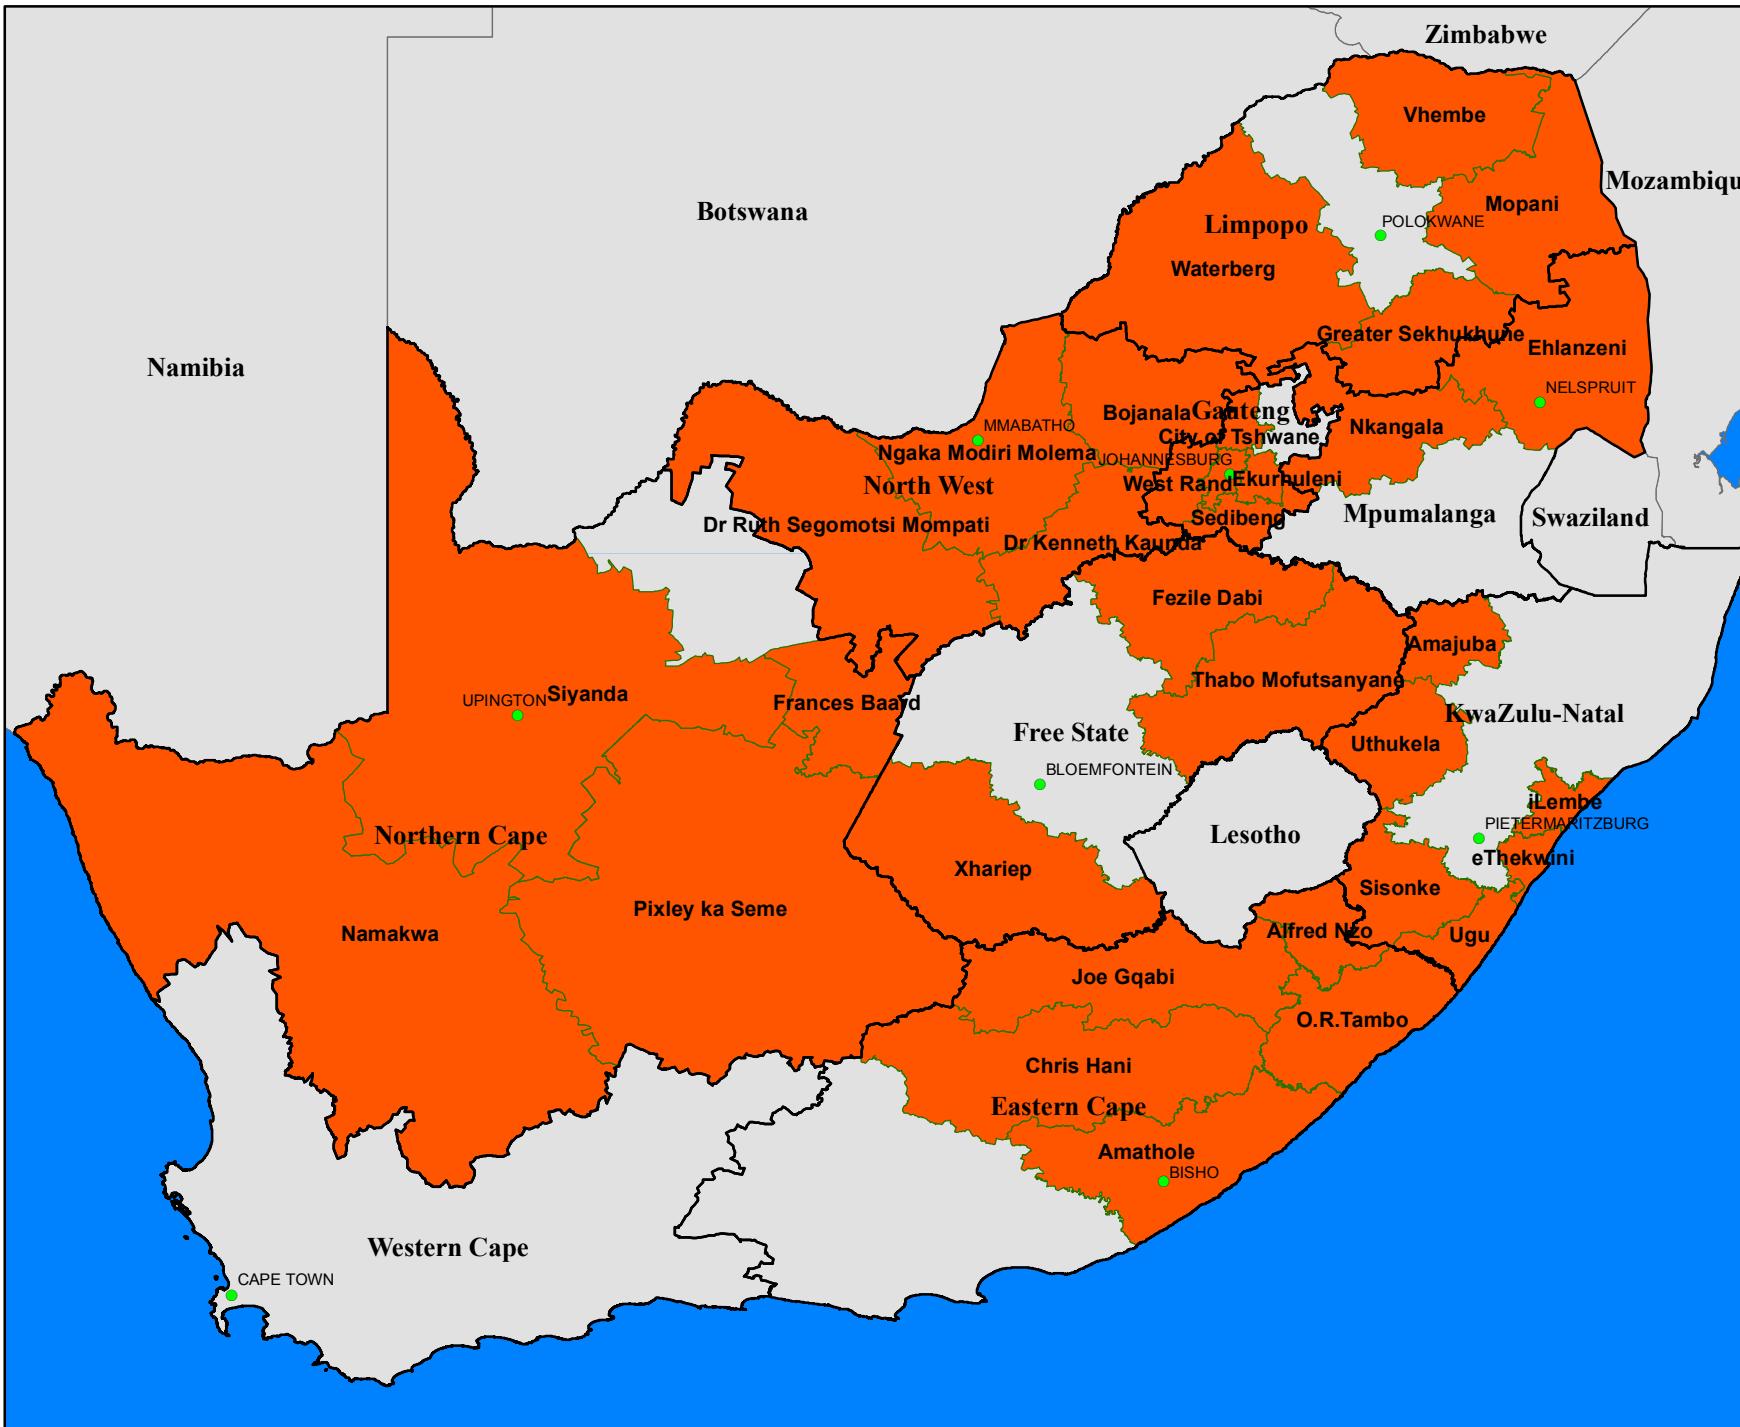 Zimbabwe
Vhembe
Mozambiqu
Botswana
Mopani
POLOKWANE
Limpopo
Waterberg
Greater Sekhukhune
Ehlanzeni
Namibia
NELSPRUIT
Bojanala
Gauteng
MMABATHO
Nkangala
City of Tshwane
Ngaka Modiri Molema
JOHANNESBURG
Ekurhuleni
West Rand
North West
Mpumalanga
Swaziland
Sedibeng
Dr Ruth Segomotsi Mompati
Dr Kenneth Kaunda
Fezile Dabi
Amajuba
Thabo Mofutsanyane
Siyanda
UPINGTON
Frances Baard
KwaZulu-Natal
Free State
Uthukela
BLOEMFONTEIN
iLembe
PIETERMARITZBURG
Northern Cape
Lesotho
eThekwini
Xhariep
Sisonke
Pixley ka Seme
Namakwa
Alfred Nzo
Ugu
Joe Gqabi
O.R.Tambo
Chris Hani
Eastern Cape
Amathole
BISHO
Western Cape
CAPE TOWN